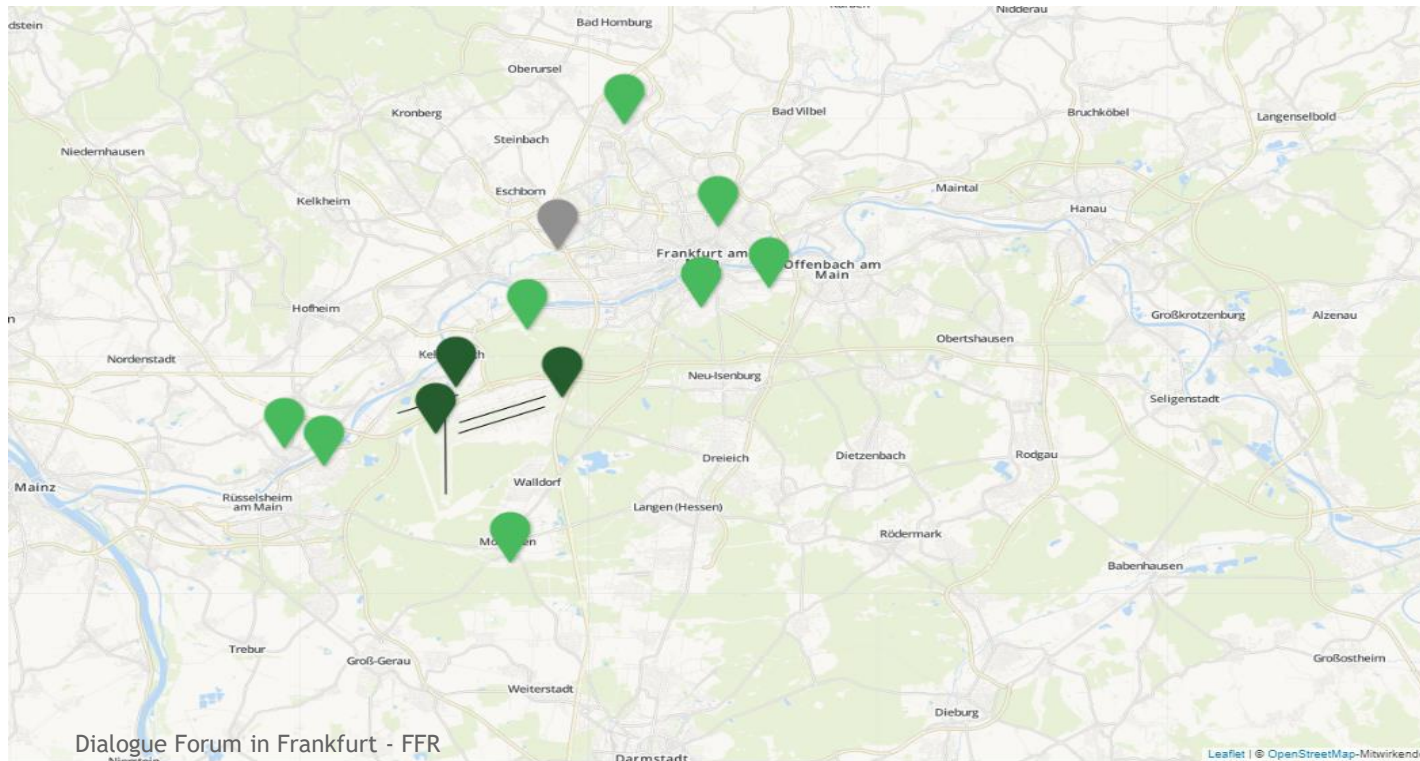 Nidderau
dstein
Bad Homburg
Oberursel
Kronberg
Bad Vilbel
Bruchköbel
Langenselbold
Steinbach
Niedernhausen
Eschborn
Maintal
Kelkheim
Hanau
Frankfurt am
Offenbach am
Main
Hofheim
Großkrotzenburg
Alzenau
n
Obertshausen
Nordenstadt
Neu-Isenburg
Seligenstadt
Dreieich
Dietzenbach
Rodgau
Mainz
Walldorf
Rüsselsheim
am Main
Langen (Hessen)
Rödermark
Babenhausen
Trebur
Groß-Gerau
Großostheim
Weiterstadt
Dieburg
Dialogue Forum in Frankfurt - FFR
Darmstadt
Leaflet | © OpenStreetMap-Mitwirkende